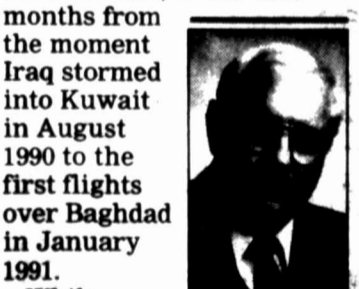 months from
the moment
Iraq stormed
into Kuwait
in August
1990 to the
first flights
over Baghdad
in January
1991.